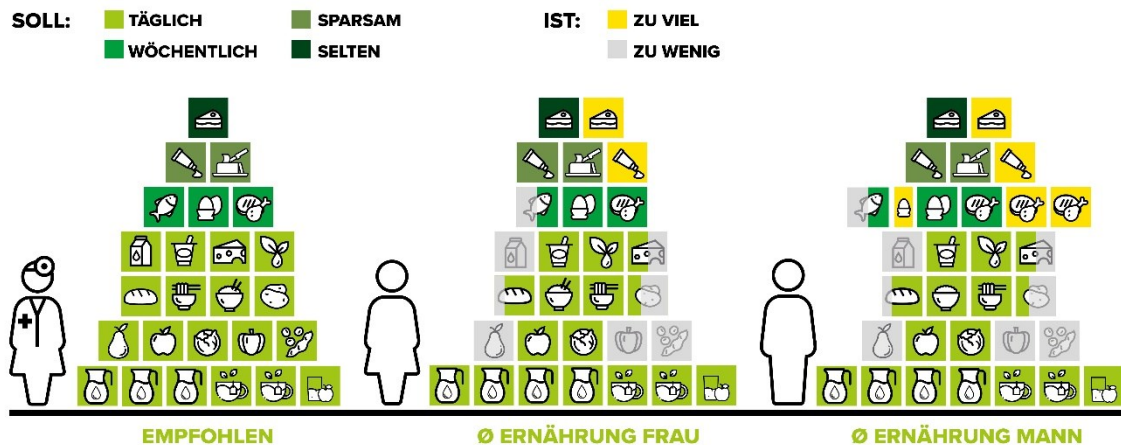 SOLL: TÄGLICH SPARSAM IST: ZU VIEL
WÖCHENTLICH SELTEN ZU WENIG
EMPFOHLEN Ø ERNÄHRUNG FRAU Ø ERNÄHRUNG MANN